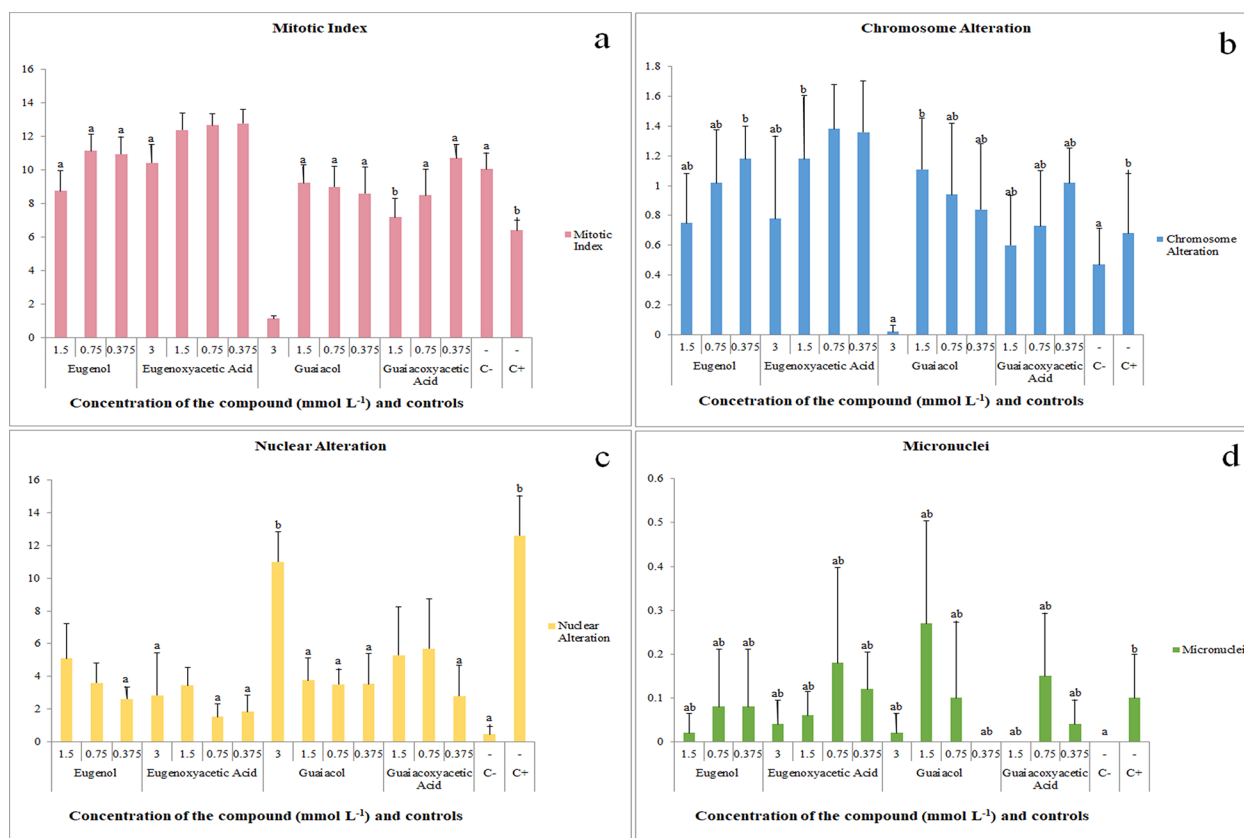 Mitotic Index
a
16
14
12
10
8
6
4
2
0
a a a a a a a b a a a b
Mitotic
Index
1.5 0.75 0.375 3 1.5 0.75 0.375 3 1.5 0.75 0.375 1.5 0.75 0.375 - -
Eugenol Eugenoxyacetic Acid Guaiacol Guaiacoxyacetic Acid C- C+
Concentration of the compound (mmol L-1) and controls
Chromosome Alteration
b
1.8
1.6
1.4
1.2
1
0.8
0.6
0.4
0.2
0
ab ab b ab b a b ab ab ab ab ab a b
Chromosome
Alteration
1.5 0.75 0.375 3 1.5 0.75 0.375 3 1.5 0.75 0.375 1.5 0.75 0.375 - -
Eugenol Eugenoxyacetic Acid Guaiacol Guaiacoxyacetic Acid C- C+
Concetration of the compound (mmol L-1) and controls
Nuclear Alteration
c
16
14
12
10
8
6
4
2
0
a a a a b a a a a a b
Nuclear
Alteration
1.5 0.75 0.375 3 1.5 0.75 0.375 3 1.5 0.75 0.375 1.5 0.75 0.375 - -
Eugenol Eugenoxyacetic Acid Guaiacol Guaiacoxyacetic Acid C- C+
Concentration of the compound (mmol L-1) and controls
Micronuclei
d
0.6
0.5
0.4
0.3
0.2
0.1
0
ab ab ab ab ab ab ab ab ab ab ab ab ab ab a b
Micronuclei
1.5 0.75 0.375 3 1.5 0.75 0.375 3 1.5 0.75 0.375 1.5 0.75 0.375 - -
Eugenol Eugenoxyacetic Acid Guaiacol Guaiacoxyacetic Acid C- C+
Concentration of the compound (mmol L-1) and controls